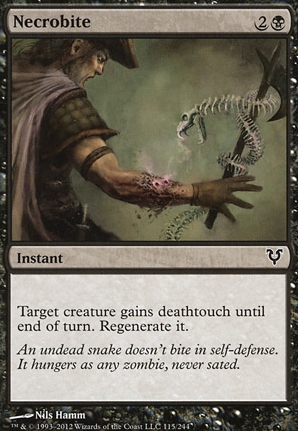 Necrobite 2
Instant
Target creature gains deathtouch until
end of turn. Regenerate it.
An undead snake doesn't bite in self-defense.
It hungers as any zombie, never sated.
Nils Hamm
™ & © 1993–2012 Wizards of the Coast LLC 115/244